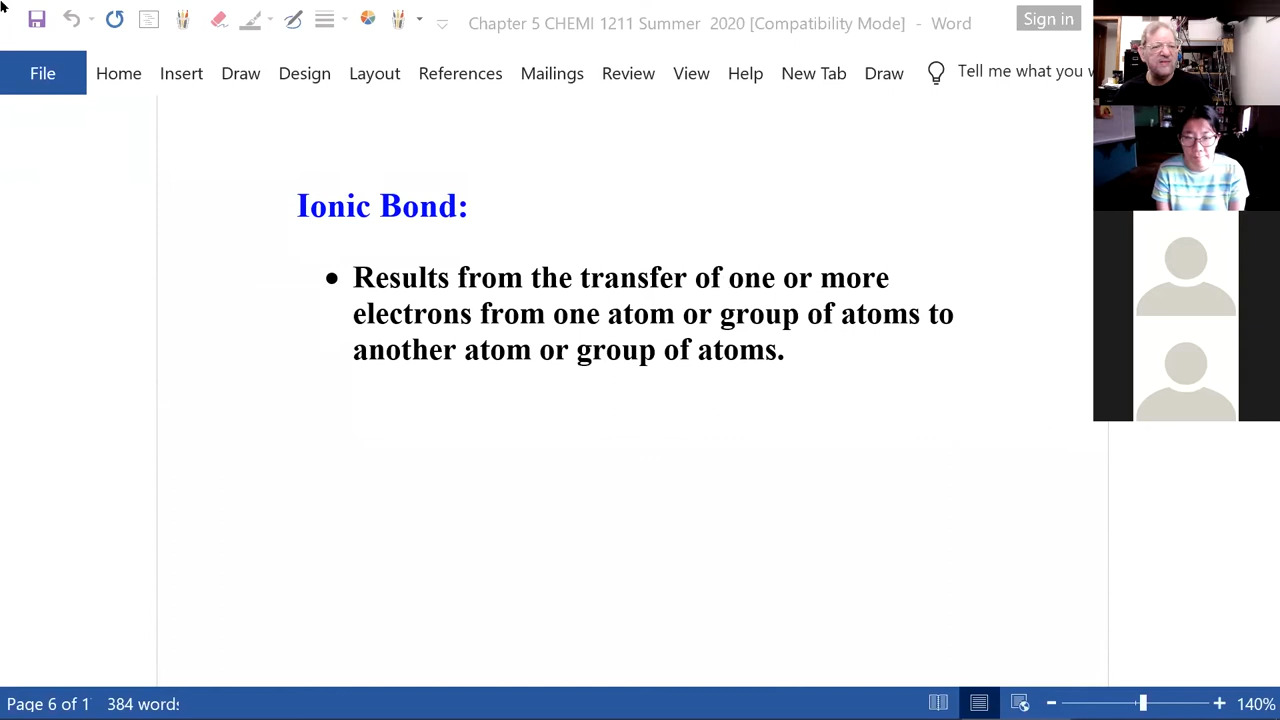 Chapter 5 CHEMI 1211 Summer 2020 [Compatibility Mode] - Word
Sign in
File Home Insert Draw Design Layout References Mailings Review View Help New Tab Draw Tell me what you
Ionic Bond:
• Results from the transfer of one or more
electrons from one atom or group of atoms to
another atom or group of atoms.
Page 6 of 1 384 words 140%